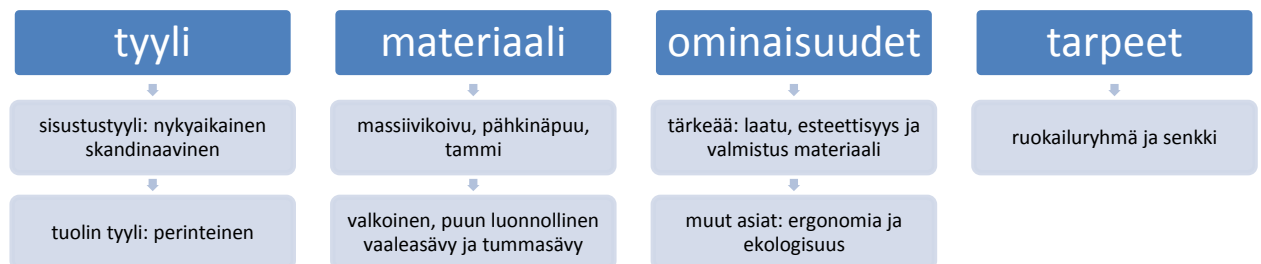 tyyli
sisustustyyli: nykyaikainen
skandinaavinen
tuolin tyyli: perinteinen
materiaali
massiivikoivu, pähkinäpuu,
tammi
valkoinen, puun luonnollinen
vaaleasävy ja tummasävy
ominaisuudet
tärkeää: laatu, esteettisyys ja
valmistus materiaali
muut asiat: ergonomia ja
ekologisuus
tarpeet
ruokailuryhmä ja senkki